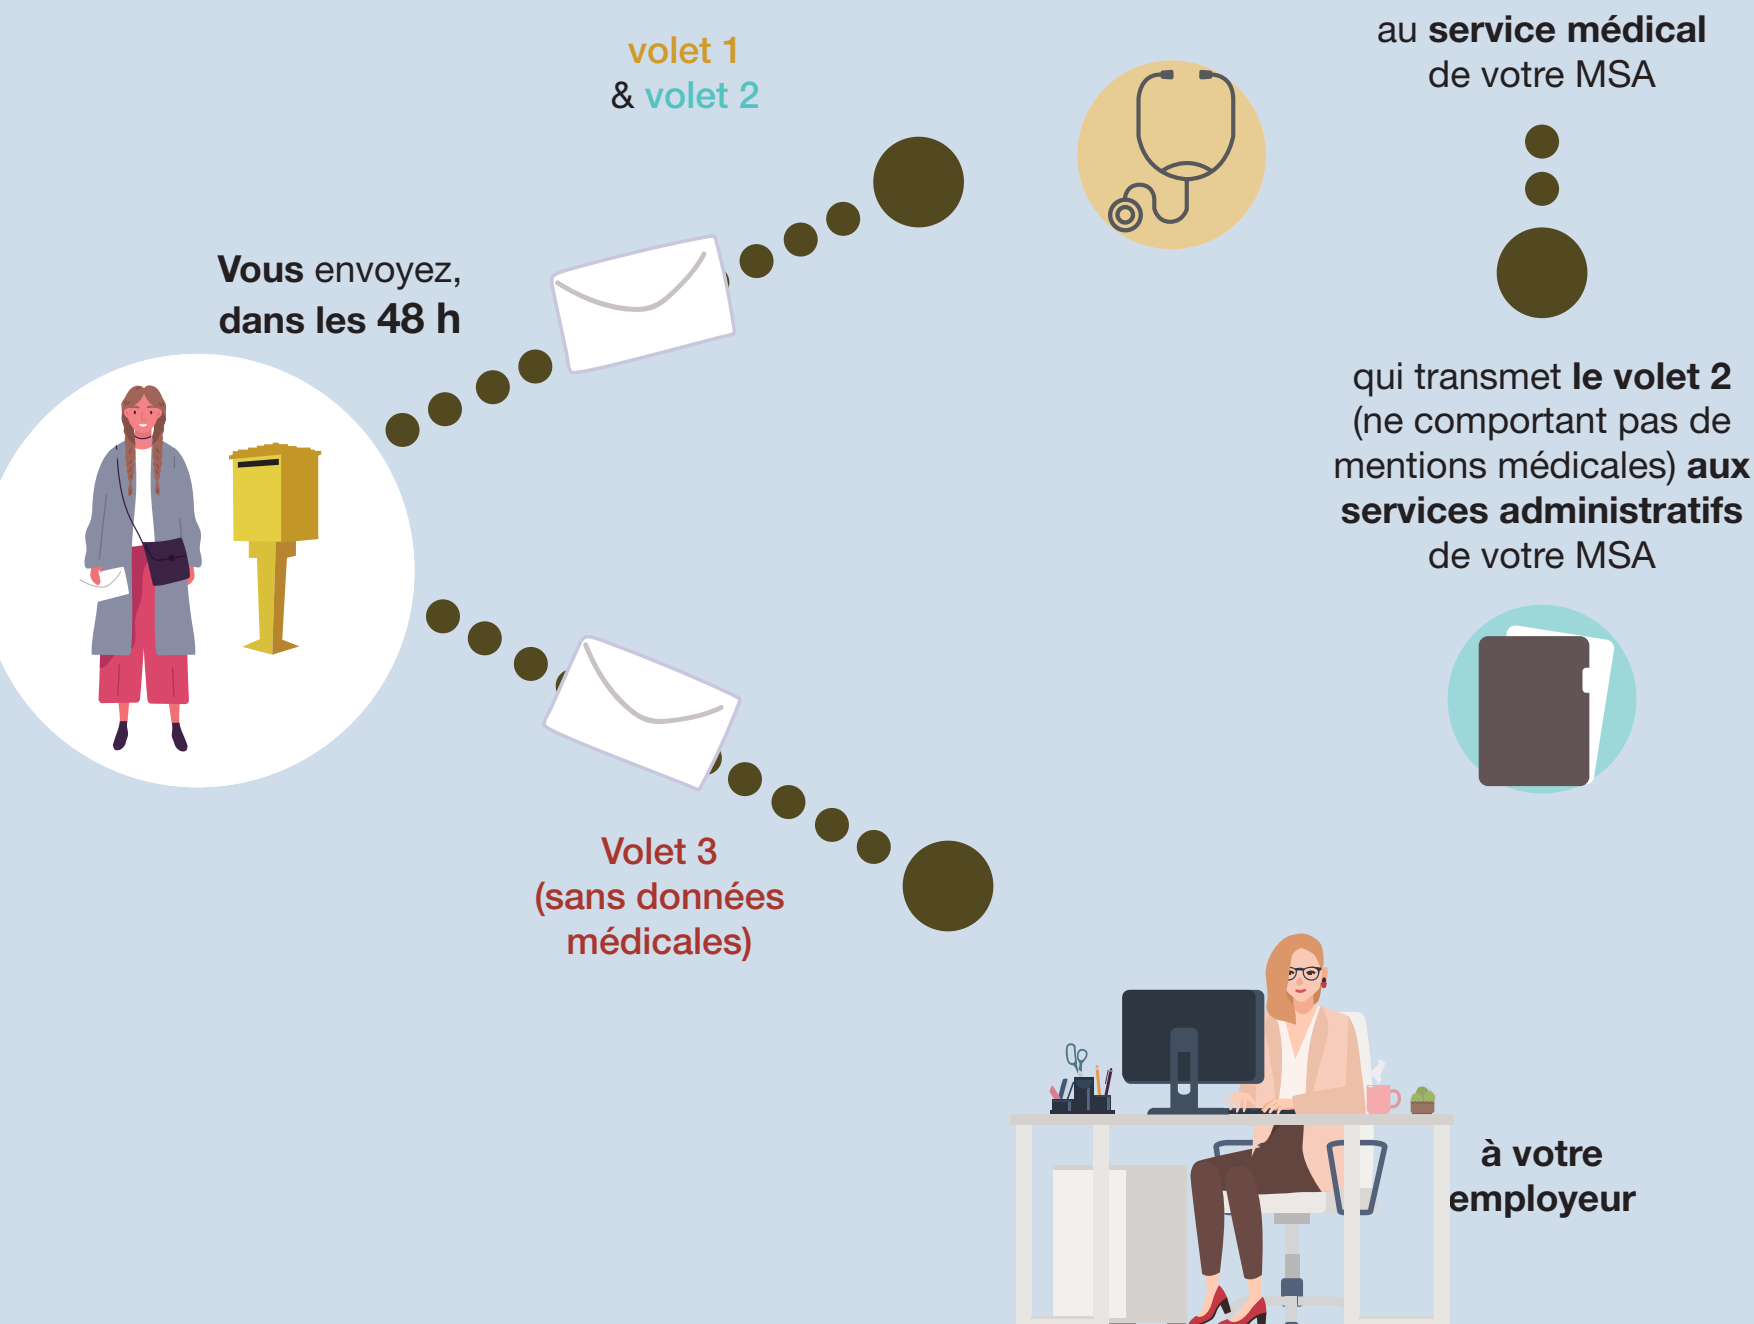 Vous envoyez,
dans les 48 h
volet 1
& volet 2
au service médical
de votre MSA
qui transmet le volet 2
(ne comportant pas de
mentions médicales) aux
services administratifs
de votre MSA
Volet 3
(sans données
médicales)
à votre
employeur